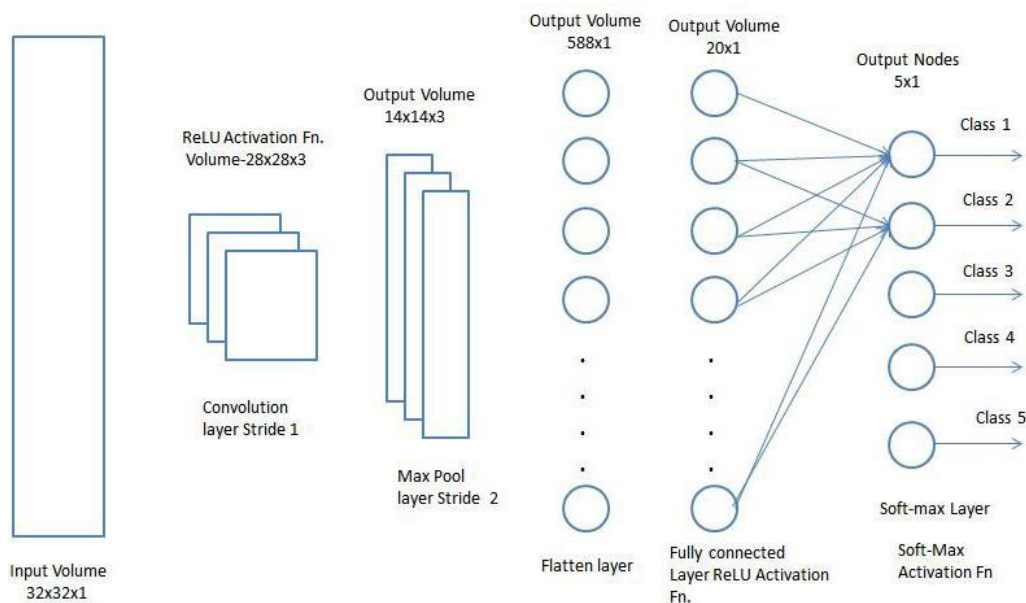 Input Volume
32x32x1
ReLU Activation Fn.
Volume-28x28x3
Convolution
layer Stride 1
Output Volume
14x14x3
Max Pool
layer Stride 2
Output Volume
588x1
Flatten layer
Output Volume
20x1
Fully connected
Layer ReLU Activation
Fn.
Output Nodes
5x1
Class 1
Class 2
Class 3
Class 4
Class 5
Soft-max Layer
Soft-Max
Activation Fn